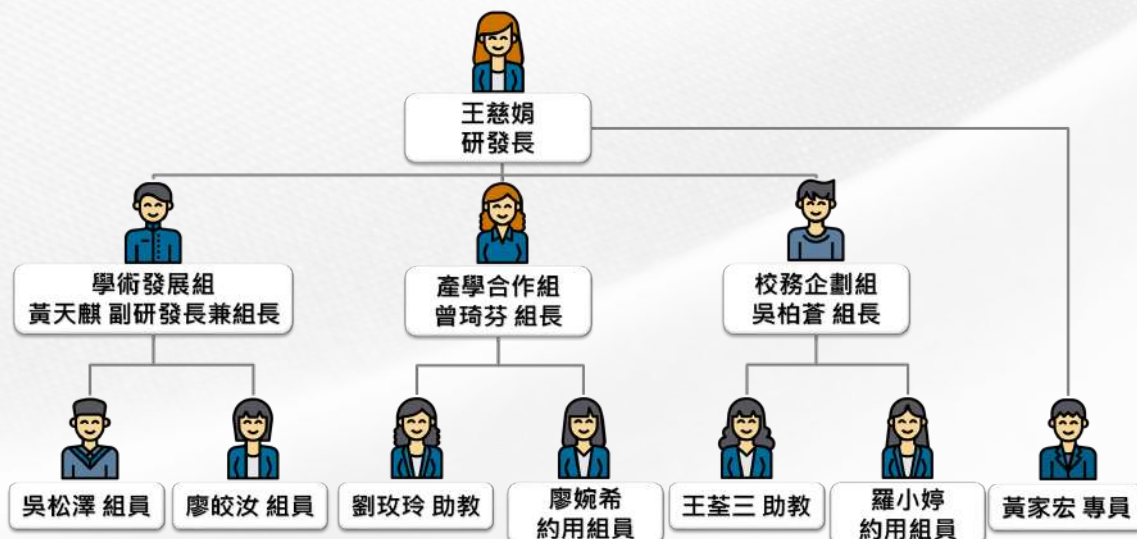 王慈娟
研發長
學術發展組
黃天麒 副研發長兼組長
產學合作組
曾琦芬 組長
校務企劃組
吳柏蒼 組長
吳松澤 組員
廖皎汝 組員
劉玫玲 助教
廖婉希
約用組員
王荃三 助教
羅小婷
約用組員
黃家宏 專員